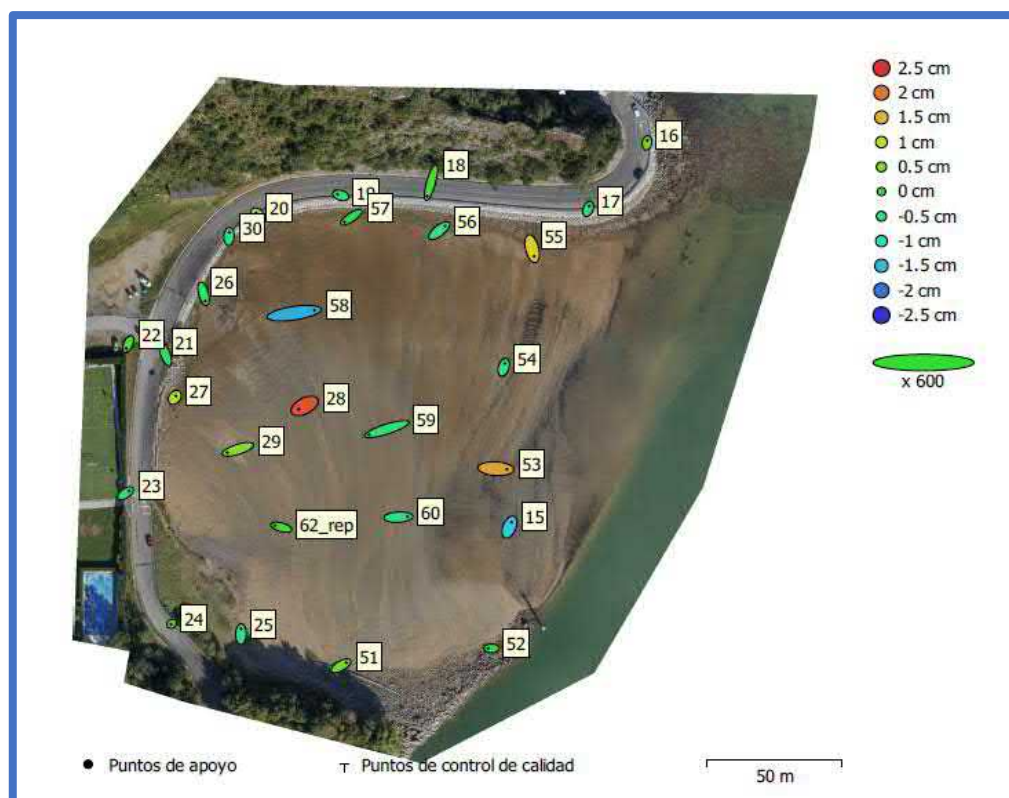 2.5 cm
2 cm
1.5 cm
1 cm
0.5 cm
0 cm
-0.5 cm
-1 cm
-1.5 cm
-2 cm
-2.5 cm
x 600
16
18
19
17
20
57
30
56
55
26
58
22
21
54
27
28
59
29
53
23
60
15
62_rep
24
25
52
51
Puntos de apoyo
Puntos de control de calidad
50 m